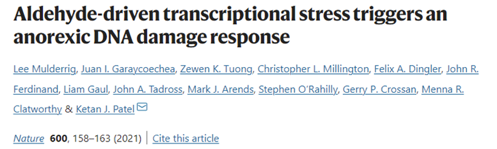 Aldehyde-driven transcriptional stress triggers an
anorexic DNA damage response
Lee Mulderrig, Juan I. Garaycoechea, Zewen K. Tuong, Christopher L. Millington, Felix A. Dingler, John R.
Ferdinand, Liam Gaul, John A. Tadross, Mark J. Arends, Stephen O'Rahilly, Gerry P. Crossan, Menna R.
Clatworthy & Ketan J. Patel
Nature 600, 158–163 (2021) | Cite this article